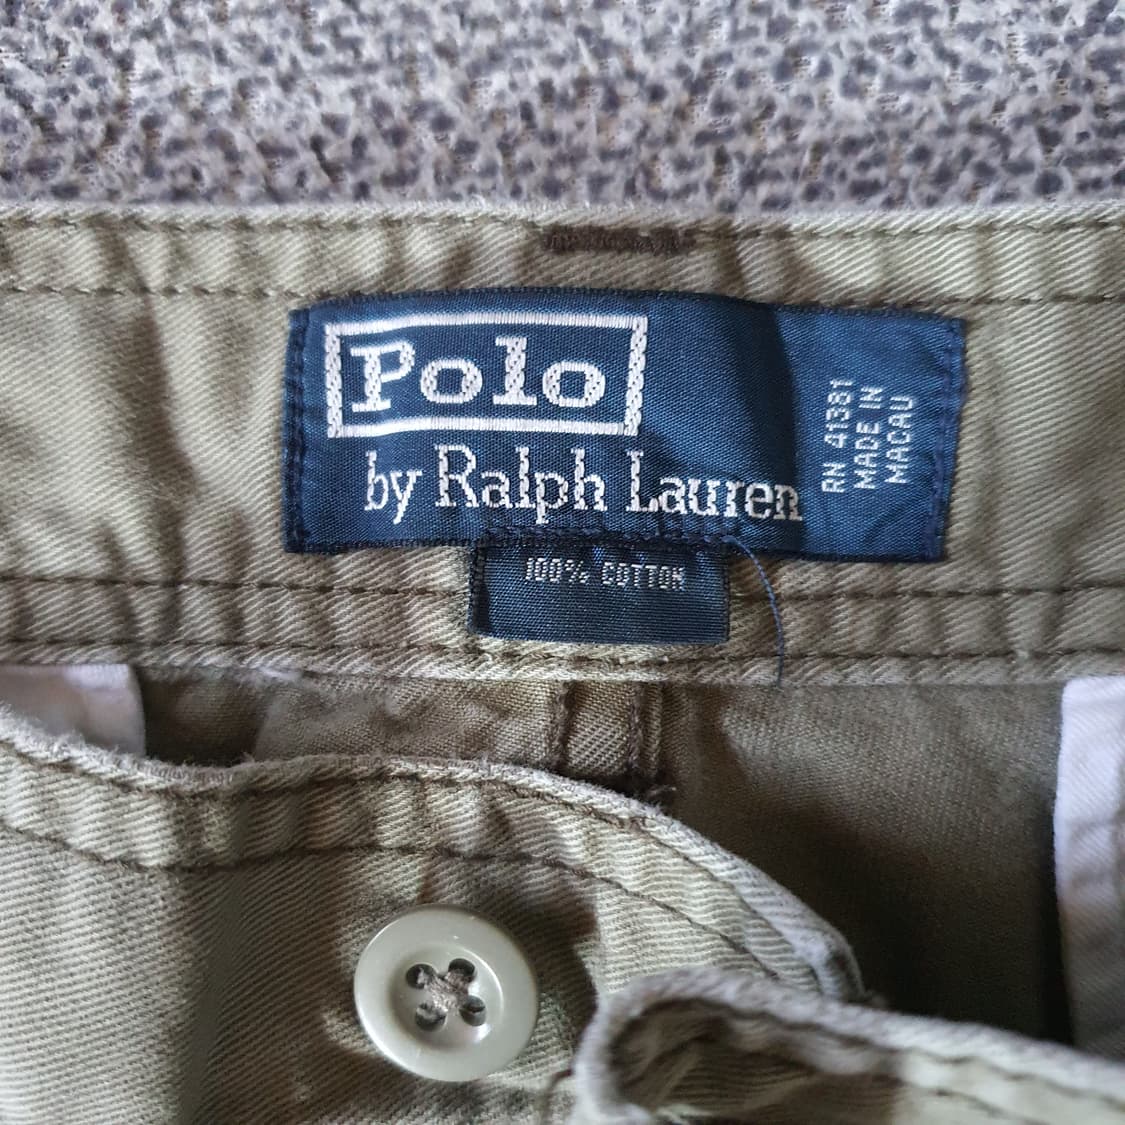 Polo
by Ralph Lauren
RN 41381
MADE IN
MACAU
100% COTTON